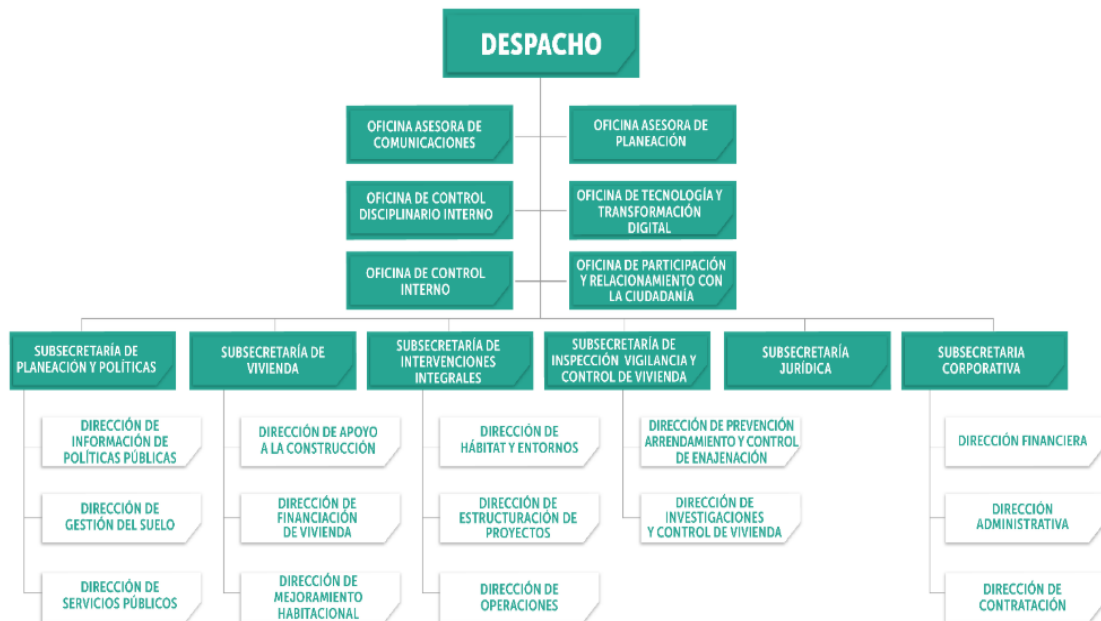 DESPACHO
OFICINA ASESORA DE
COMUNICACIONES
OFICINA ASESORA DE
PLANEACIÓN
OFICINA DE CONTROL
DISCIPLINARIO INTERNO
OFICINA DE TECNOLOGÍA Y
TRANSFORMACIÓN
DIGITAL
OFICINA DE CONTROL
INTERNO
OFICINA DE PARTICIPACIÓN
Y RELACIONAMIENTO CON
LA CIUDADANÍA
SUBSECRETARÍA DE
PLANEACIÓN Y POLÍTICAS
SUBSECRETARÍA DE
VIVIENDA
SUBSECRETARÍA DE
INTERVENCIONES
INTEGRALES
SUBSECRETARÍA DE
INSPECCIÓN VIGILANCIA Y
CONTROL DE VIVIENDA
SUBSECRETARÍA
JURÍDICA
SUBSECRETARIA
CORPORATIVA
DIRECCIÓN DE
INFORMACIÓN DE
POLÍTICAS PÚBLICAS
DIRECCIÓN DE APOYO
A LA CONSTRUCCIÓN
DIRECCIÓN DE
HÁBITAT Y ENTORNOS
DIRECCIÓN DE PREVENCIÓN
ARRENDAMIENTO Y CONTROL
DE ENAJENACIÓN
DIRECCIÓN FINANCIERA
DIRECCIÓN DE
GESTIÓN DEL SUELO
DIRECCIÓN DE
FINANCIACIÓN
DE VIVIENDA
DIRECCIÓN DE
ESTRUCTURACIÓN DE
PROYECTOS
DIRECCIÓN DE
INVESTIGACIONES
Y CONTROL DE VIVIENDA
DIRECCIÓN
ADMINISTRATIVA
DIRECCIÓN DE
SERVICIOS PÚBLICOS
DIRECCIÓN DE
MEJORAMIENTO
HABITACIONAL
DIRECCIÓN DE
OPERACIONES
DIRECCIÓN DE
CONTRATACIÓN